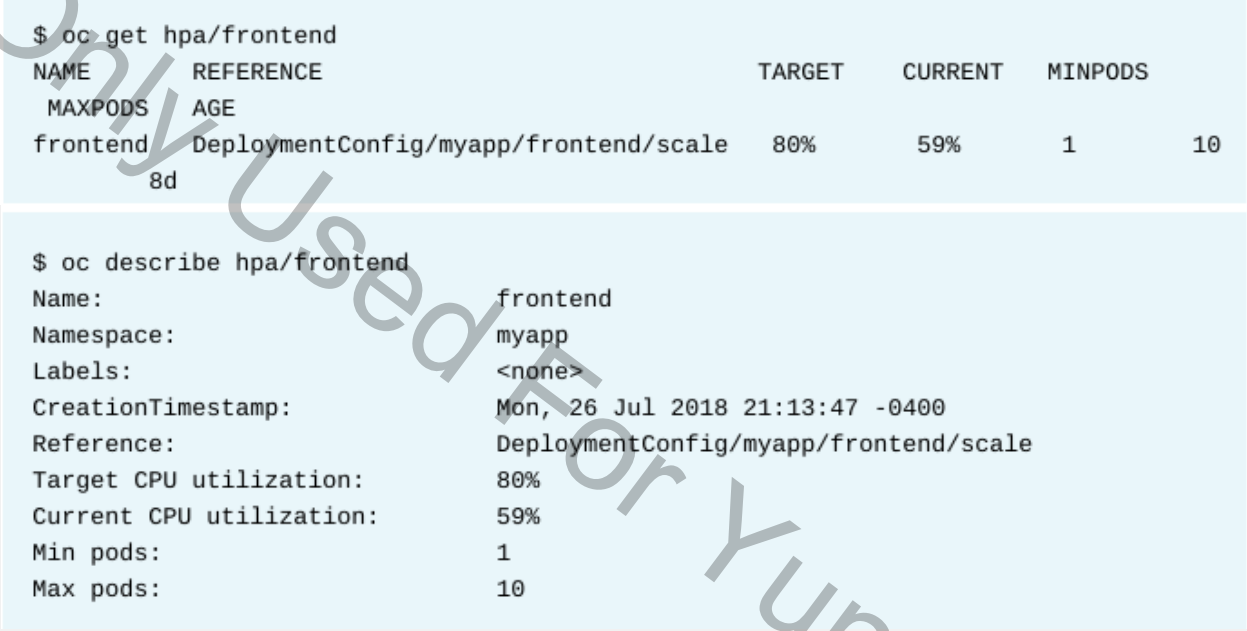 $ oc get hpa/frontend
NAME       REFERENCE                              TARGET    CURRENT   MINPODS
 MAXPODS   AGE
frontend   DeploymentConfig/myapp/frontend/scale   80%       59%       1        10
        8d
$ oc describe hpa/frontend
Name:                           frontend
Namespace:                      myapp
Labels:                         <none>
CreationTimestamp:              Mon, 26 Jul 2018 21:13:47 -0400
Reference:                      DeploymentConfig/myapp/frontend/scale
Target CPU utilization:         80%
Current CPU utilization:        59%
Min pods:                       1
Max pods:                       10
Only Used For Yun